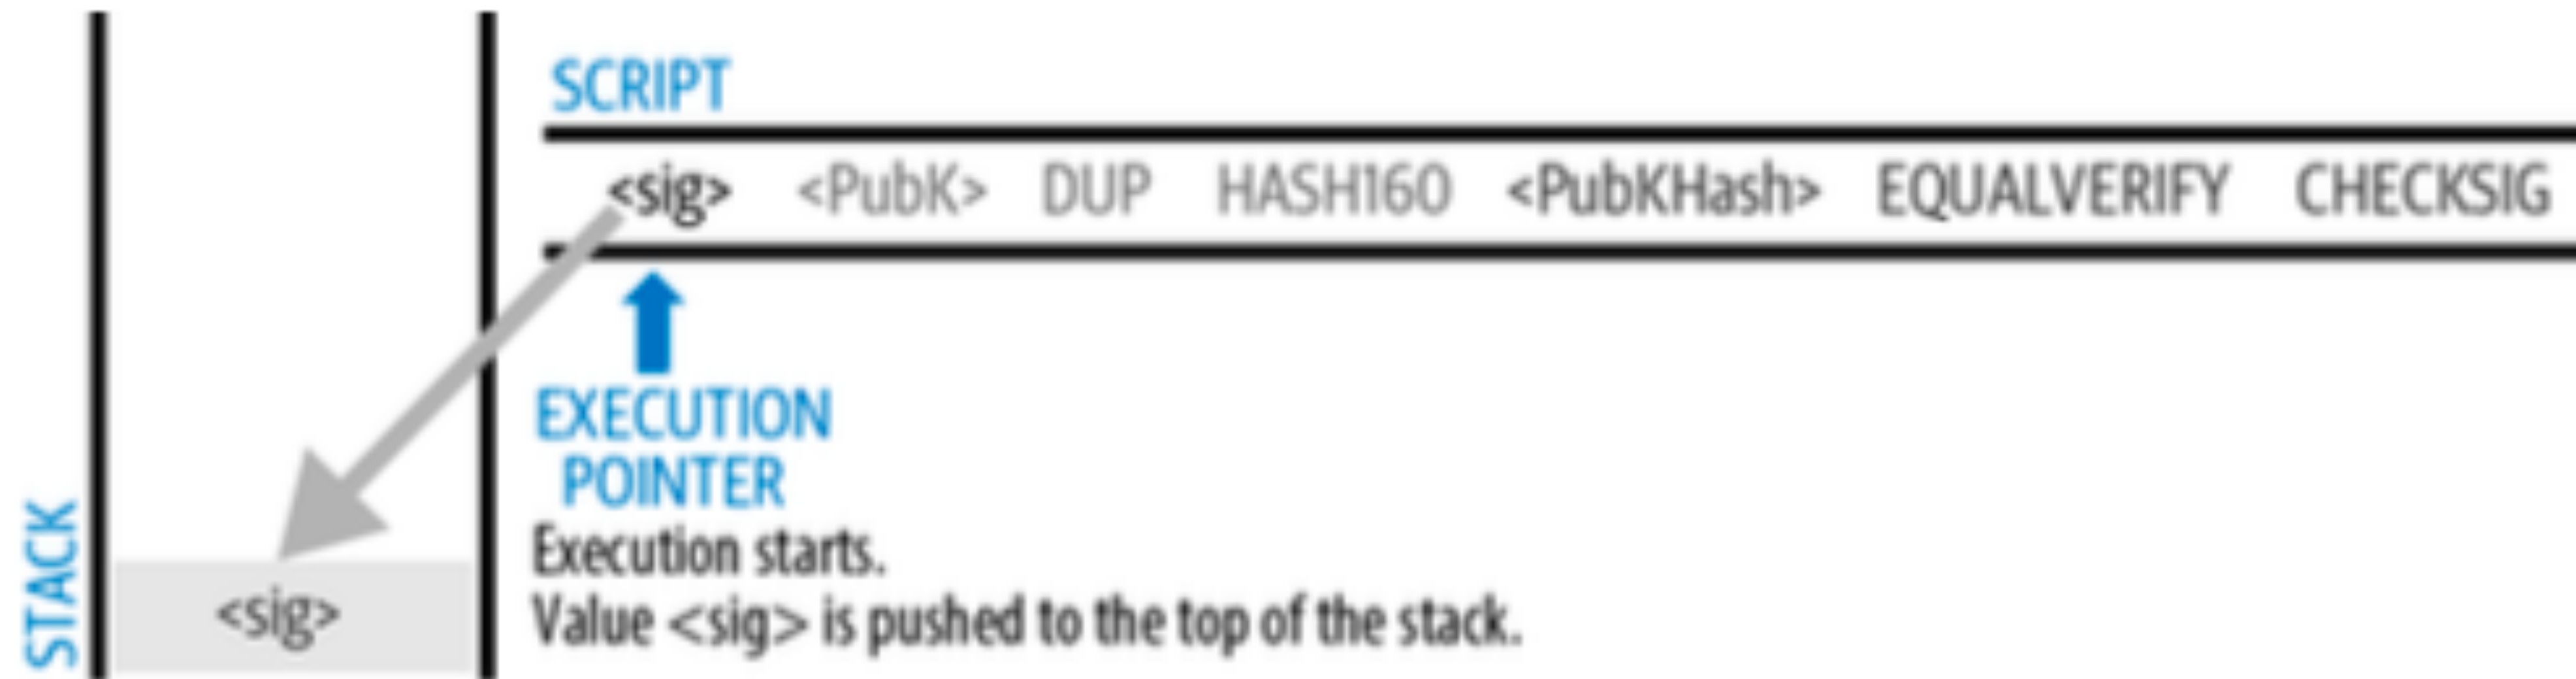 SCRIPT
<sig> <PubK> DUP HASH160 <PubKHash> EQUALVERIFY CHECKSIG
EXECUTION
POINTER
Execution starts.
Value <sig> is pushed to the top of the stack.
STACK
<sig>